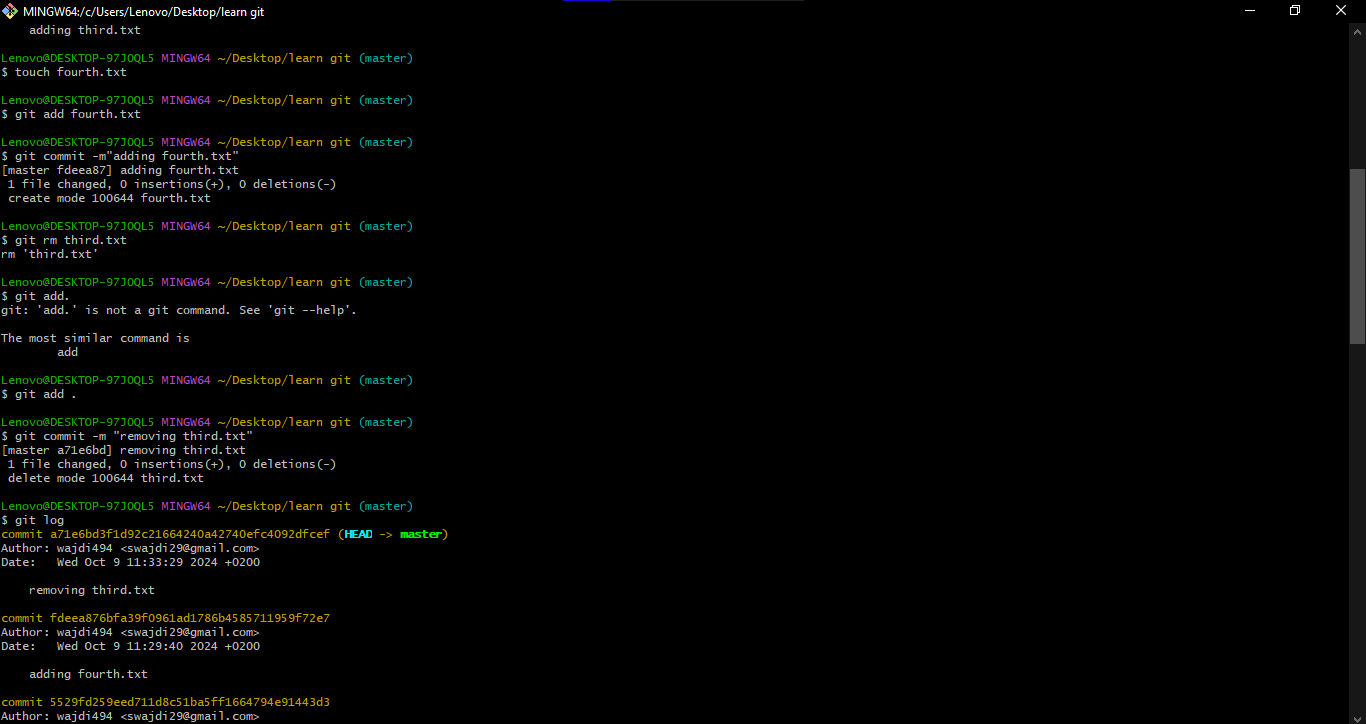 MINGW64:/c/Users/Lenovo/Desktop/learn git
adding third.txt
Lenovo@DESKTOP-97JOQL5 MINGW64 ~/Desktop/learn git (master)
$ touch fourth.txt
Lenovo@DESKTOP-97JOQL5 MINGW64 ~/Desktop/learn git (master)
$ git add fourth.txt
Lenovo@DESKTOP-97JOQL5 MINGW64 ~/Desktop/learn git (master)
$ git commit -m"adding fourth.txt"
[master fdeea87] adding fourth.txt
1 file changed, 0 insertions(+), 0 deletions(-)
create mode 100644 fourth.txt
Lenovo@DESKTOP-97JOQL5 MINGW64 ~/Desktop/learn git (master)
$ git rm third.txt
rm 'third.txt'
Lenovo@DESKTOP-97JOQL5 MINGW64 ~/Desktop/learn git (master)
$ git add.
git: 'add.' is not a git command. See 'git --help'.
The most similar command is
add
Lenovo@DESKTOP-97JOQL5 MINGW64 ~/Desktop/learn git (master)
$ git add .
Lenovo@DESKTOP-97JOQL5 MINGW64 ~/Desktop/learn git (master)
$ git commit -m "removing third.txt"
[master a71e6bd] removing third.txt
1 file changed, 0 insertions(+), 0 deletions(-)
delete mode 100644 third.txt
Lenovo@DESKTOP-97JOQL5 MINGW64 ~/Desktop/learn git (master)
$ git log
commit a71e6bd3f1d92c21664240a42740efc4092dfcef (HEAD -> master)
Author: wajdi494 <swajdi29@gmail.com>
Date:   Wed Oct 9 11:33:29 2024 +0200
removing third.txt
commit fdeea876bfa39f0961ad1786b4585711959f72e7
Author: wajdi494 <swajdi29@gmail.com>
Date:   Wed Oct 9 11:29:40 2024 +0200
adding fourth.txt
commit 5529fd259eed711d8c51ba5ff1664794e91443d3
Author: wajdi494 <swajdi29@gmail.com>